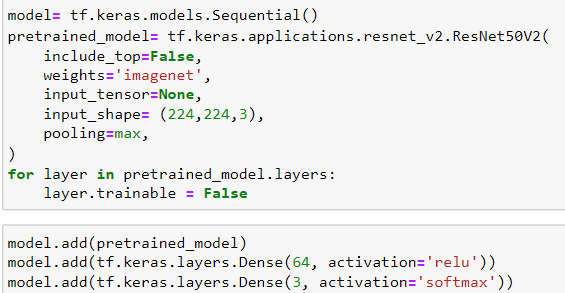 model= tf.keras.models.Sequential()
pretrained_model= tf.keras.applications.resnet_v2.ResNet50V2(
    include_top=False,
    weights='imagenet',
    input_tensor=None,
    input_shape= (224,224,3),
    pooling=max,
)
for layer in pretrained_model.layers:
    layer.trainable = False
model.add(pretrained_model)
model.add(tf.keras.layers.Dense(64, activation='relu'))
model.add(tf.keras.layers.Dense(3, activation='softmax'))